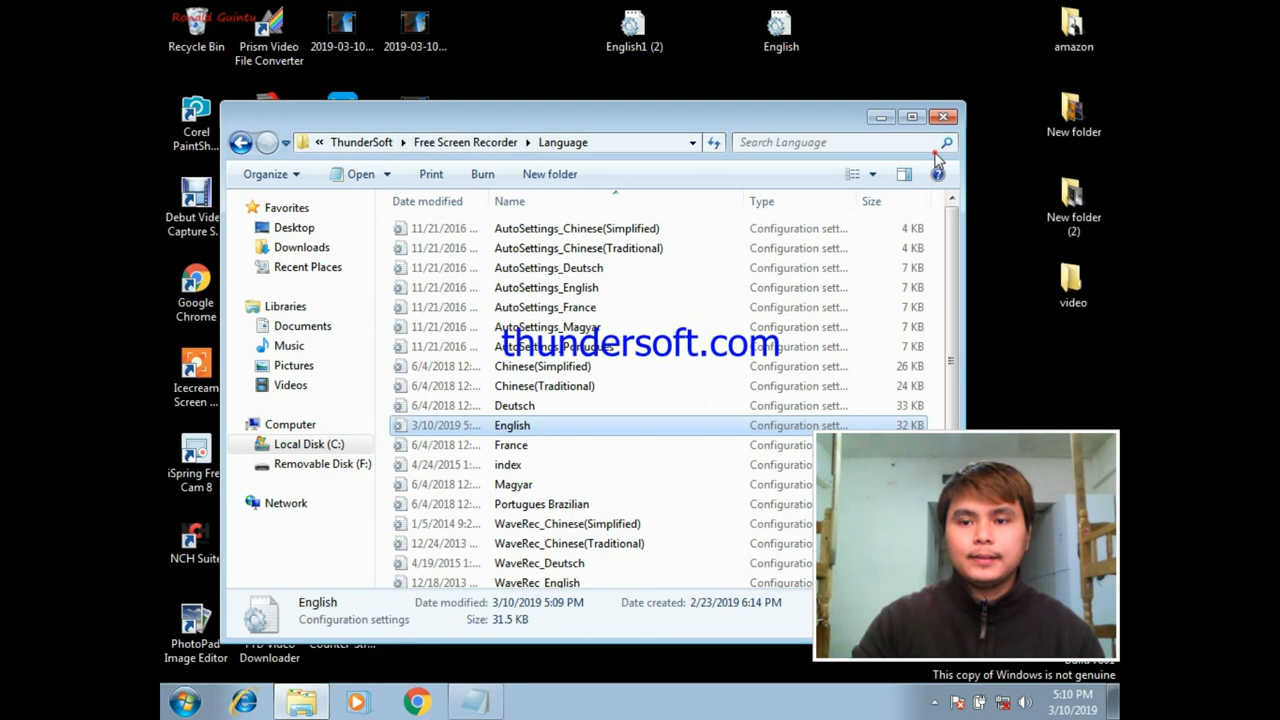 Ronald Guintu
Recycle Bin
Prism Video File Converter
2019-03-10...
2019-03-10...
English1 (2)
English
amazon
Corel PaintSh...
New folder
Debut Video Capture S...
New folder (2)
Google Chrome
video
Icecream Screen ...
iSpring Free Cam 8
NCH Suite
PhotoPad Image Editor
Downloader
« ThunderSoft Free Screen Recorder Language
Search Language
Organize Open Print Burn New folder
Favorites
Desktop
Downloads
Recent Places
Libraries
Documents
Music
Pictures
Videos
Computer
Local Disk (C:)
Removable Disk (F:)
Network
Date modified Name Type Size
11/21/2016 ... AutoSettings_Chinese(Simplified) Configuration sett... 4 KB
11/21/2016 ... AutoSettings_Chinese(Traditional) Configuration sett... 4 KB
11/21/2016 ... AutoSettings_Deutsch Configuration sett... 7 KB
11/21/2016 ... AutoSettings_English Configuration sett... 7 KB
11/21/2016 ... AutoSettings_France Configuration sett... 7 KB
11/21/2016 ... AutoSettings_Magyar Configuration sett... 7 KB
thundersoft.com
11/21/2016 ... AutoSettings_Portugues Configuration sett... 7 KB
6/4/2018 12:... Chinese(Simplified) Configuration sett... 26 KB
6/4/2018 12:... Chinese(Traditional) Configuration sett... 24 KB
6/4/2018 12:... Deutsch Configuration sett... 33 KB
3/10/2019 5:... English Configuration sett... 32 KB
6/4/2018 12:... France Configuratio
4/24/2015 1:... index Configuratio
6/4/2018 12:... Magyar Configuratio
6/4/2018 12:... Portugues Brazilian Configuratio
1/5/2014 9:2... WaveRec_Chinese(Simplified) Configuratio
12/24/2013 ... WaveRec_Chinese(Traditional) Configuratio
4/19/2015 1:... WaveRec_Deutsch Configuratio
12/18/2013 ... WaveRec_English Configuratio
English Date modified: 3/10/2019 5:09 PM Date created: 2/23/2019 6:14 PM
Configuration settings Size: 31.5 KB
This copy of Windows is not genuine
5:10 PM
3/10/2019